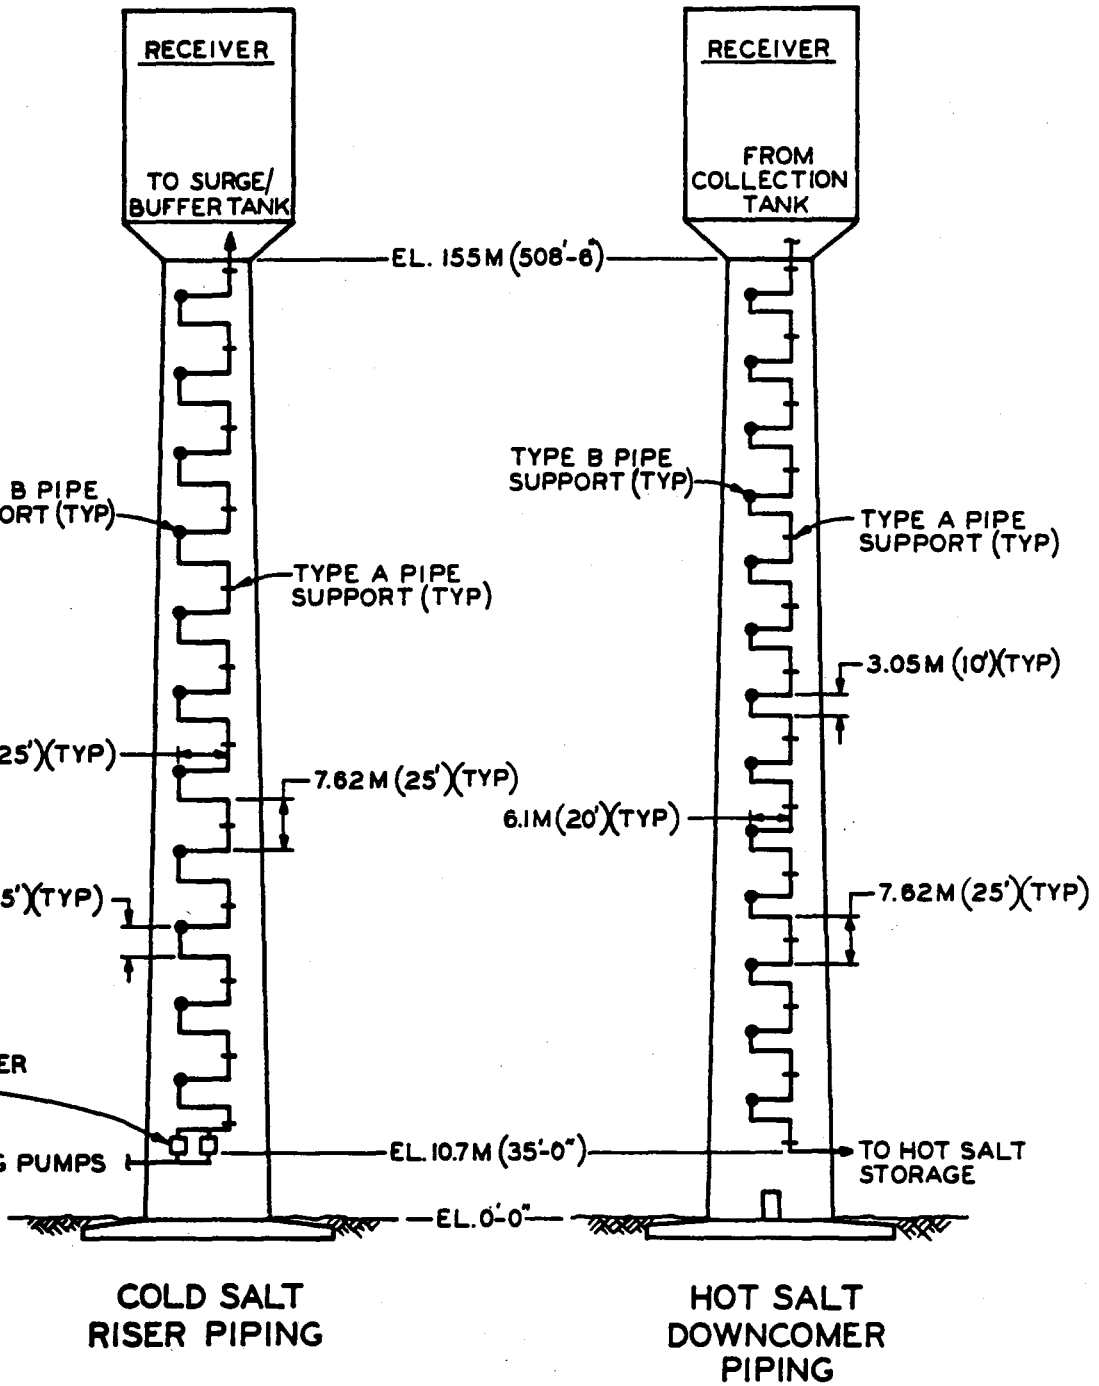 RECEIVER
TO SURGE/
BUFFER TANK
RECEIVER
FROM
COLLECTION
TANK
EL. 155M (508'-6")
B PIPE
ORT (TYP)
TYPE A PIPE
SUPPORT (TYP)
TYPE B PIPE
SUPPORT (TYP)
TYPE A PIPE
SUPPORT (TYP)
3.05M (10')(TYP)
25')(TYP)
7.62M (25')(TYP)
6.1M (20')(TYP)
5')(TYP)
7.62M (25')(TYP)
ER
G PUMPS
EL. 10.7M (35'-0")
TO HOT SALT
STORAGE
EL. 0'-0"
COLD SALT
RISER PIPING
HOT SALT
DOWNCOMER
PIPING